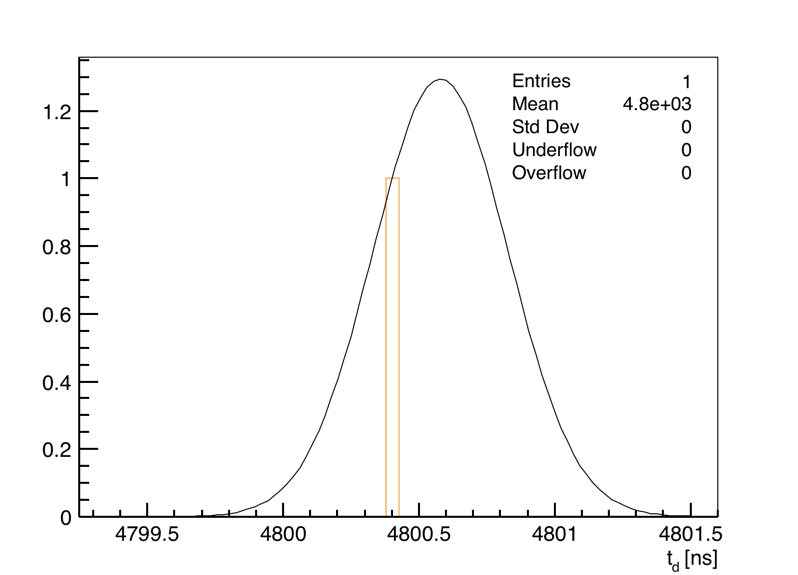 Entries 1
Mean 4.8e+03
Std Dev 0
Underflow 0
Overflow 0
1.2
1
0.8
0.6
0.4
0.2
0
4799.5 4800 4800.5 4801 4801.5
t_d [ns]